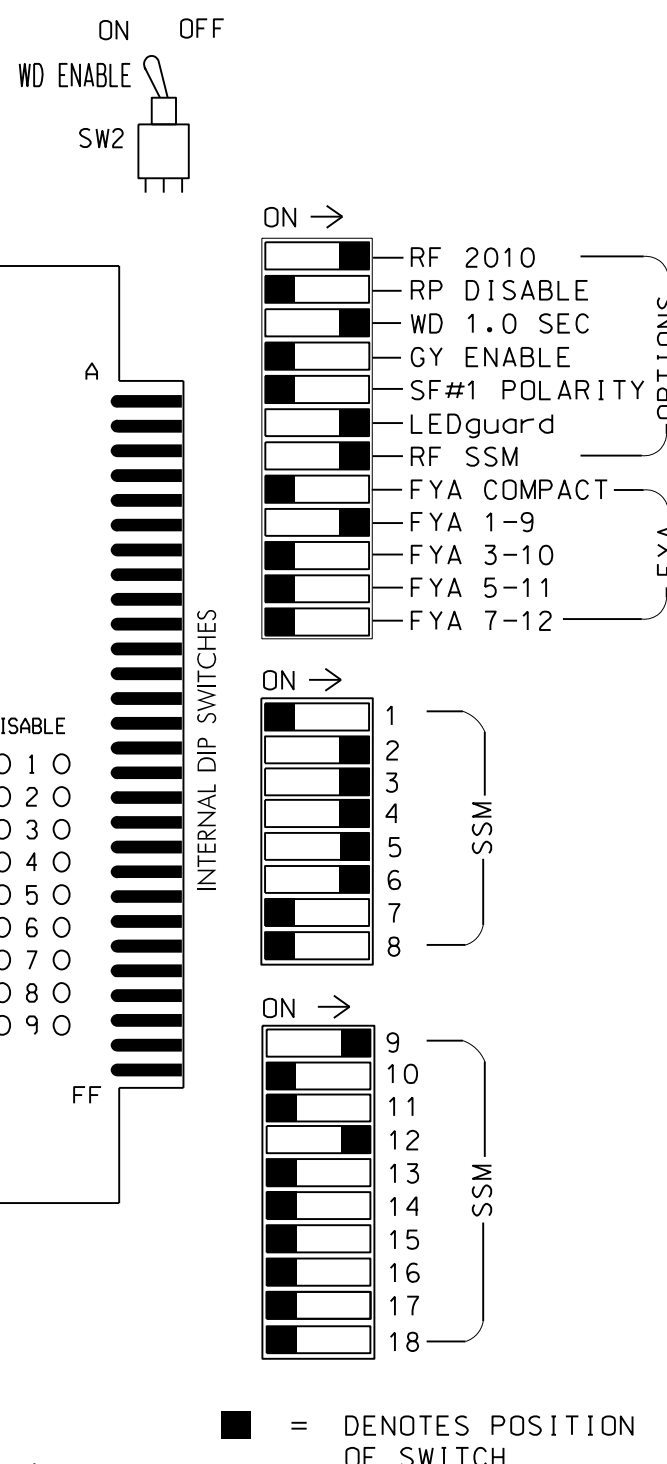 ON OFF
WD ENABLE
SW2
ON
RF 2010
RP DISABLE
WD 1.0 SEC
GY ENABLE
SF#1 POLARITY
LEDguard
RF SSM
FYA COMPACT
FYA 1-9
FYA 3-10
FYA 5-11
FYA 7-12
OPTIONS
FYA
A
FF
ISABLE
1
2
3
4
5
6
7
8
9
INTERNAL DIP SWITCHES
ON
1
2
3
4
5
6
7
8
SSM
ON
9
10
11
12
13
14
15
16
17
18
SSM
= DENOTES POSITION
OF SWITCH